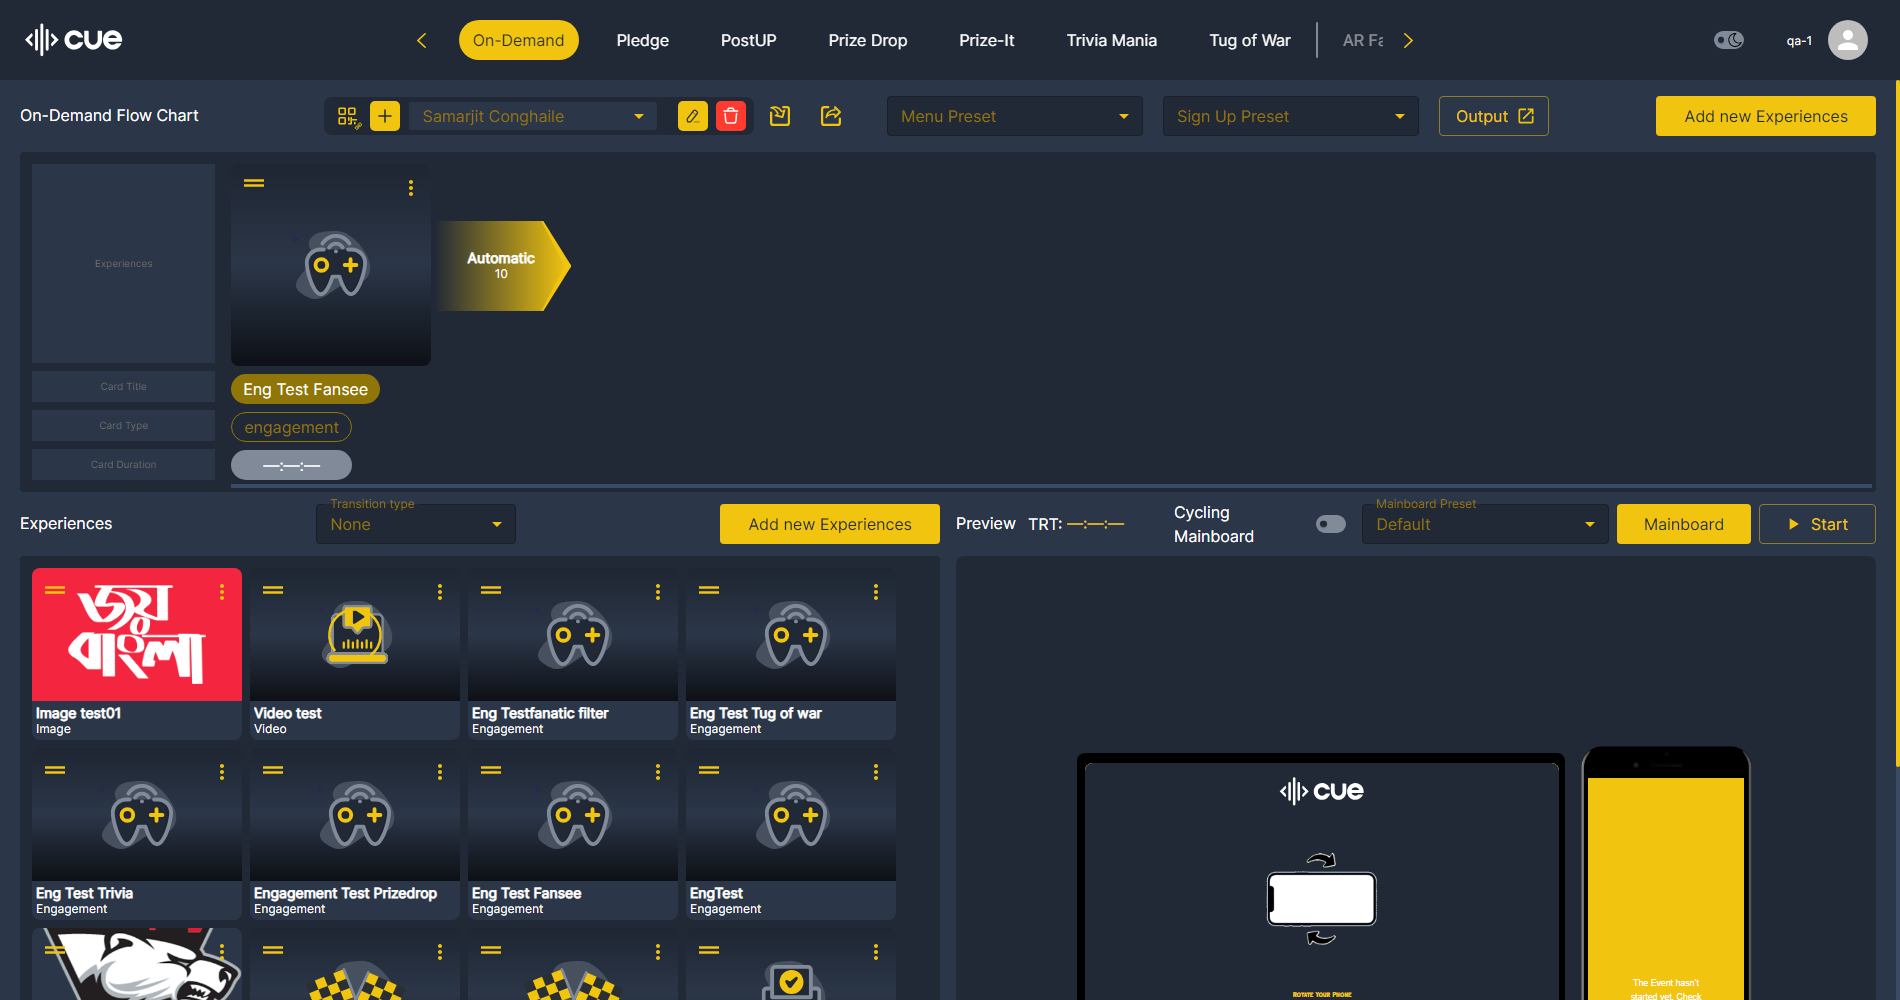 cue
On-Demand
Pledge
PostUP
Prize Drop
Prize-It
Trivia Mania
Tug of War
AR Fa
qa-1
On-Demand Flow Chart
Samarjit Conghaile
Menu Preset
Sign Up Preset
Output
Add new Experiences
Experiences
Automatic
10
Card Title
Eng Test Fansee
Card Type
engagement
Card Duration
—:—:—
Experiences
Transition type
None
Add new Experiences
Preview
TRT: —:—:—
Cycling
Mainboard
Mainboard Preset
Default
Mainboard
Start
জয়
বাংলা
Image test01
Image
Video test
Video
Eng Testfanatic filter
Engagement
Eng Test Tug of war
Engagement
Eng Test Trivia
Engagement
Engagement Test Prizedrop
Engagement
Eng Test Fansee
Engagement
EngTest
Engagement
cue
ROTATE YOUR PHONE
The Event hasn't
started yet. Check